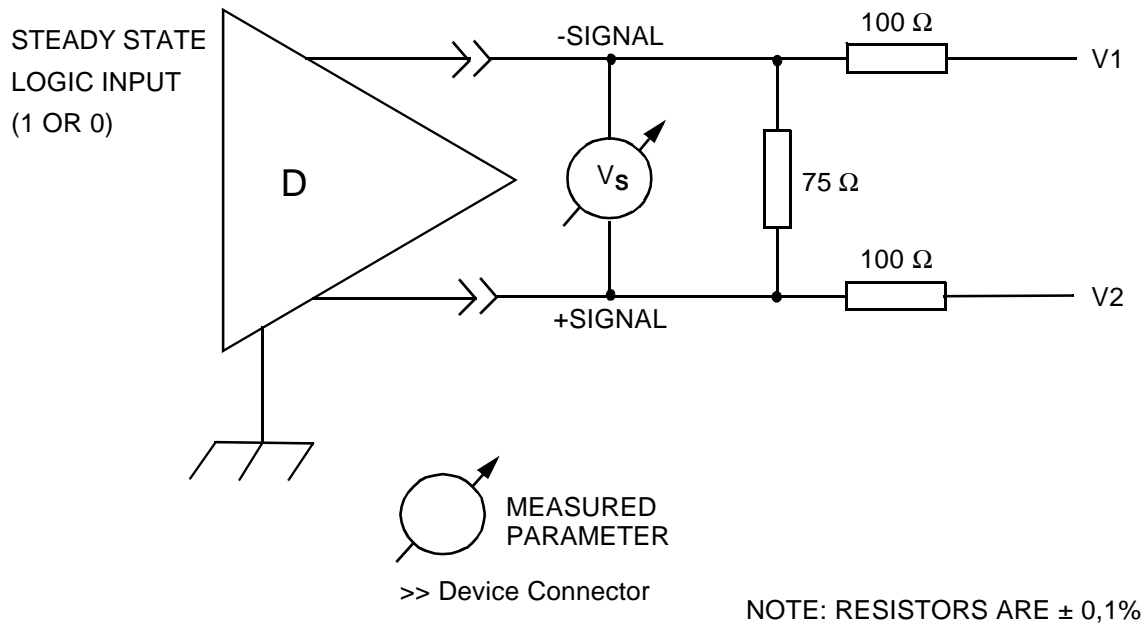 STEADY STATE
LOGIC INPUT
(1 OR 0)
D
-SIGNAL
100 Ω
V1
VS
75 Ω
100 Ω
V2
+SIGNAL
MEASURED
PARAMETER
>> Device Connector
NOTE: RESISTORS ARE ± 0,1%